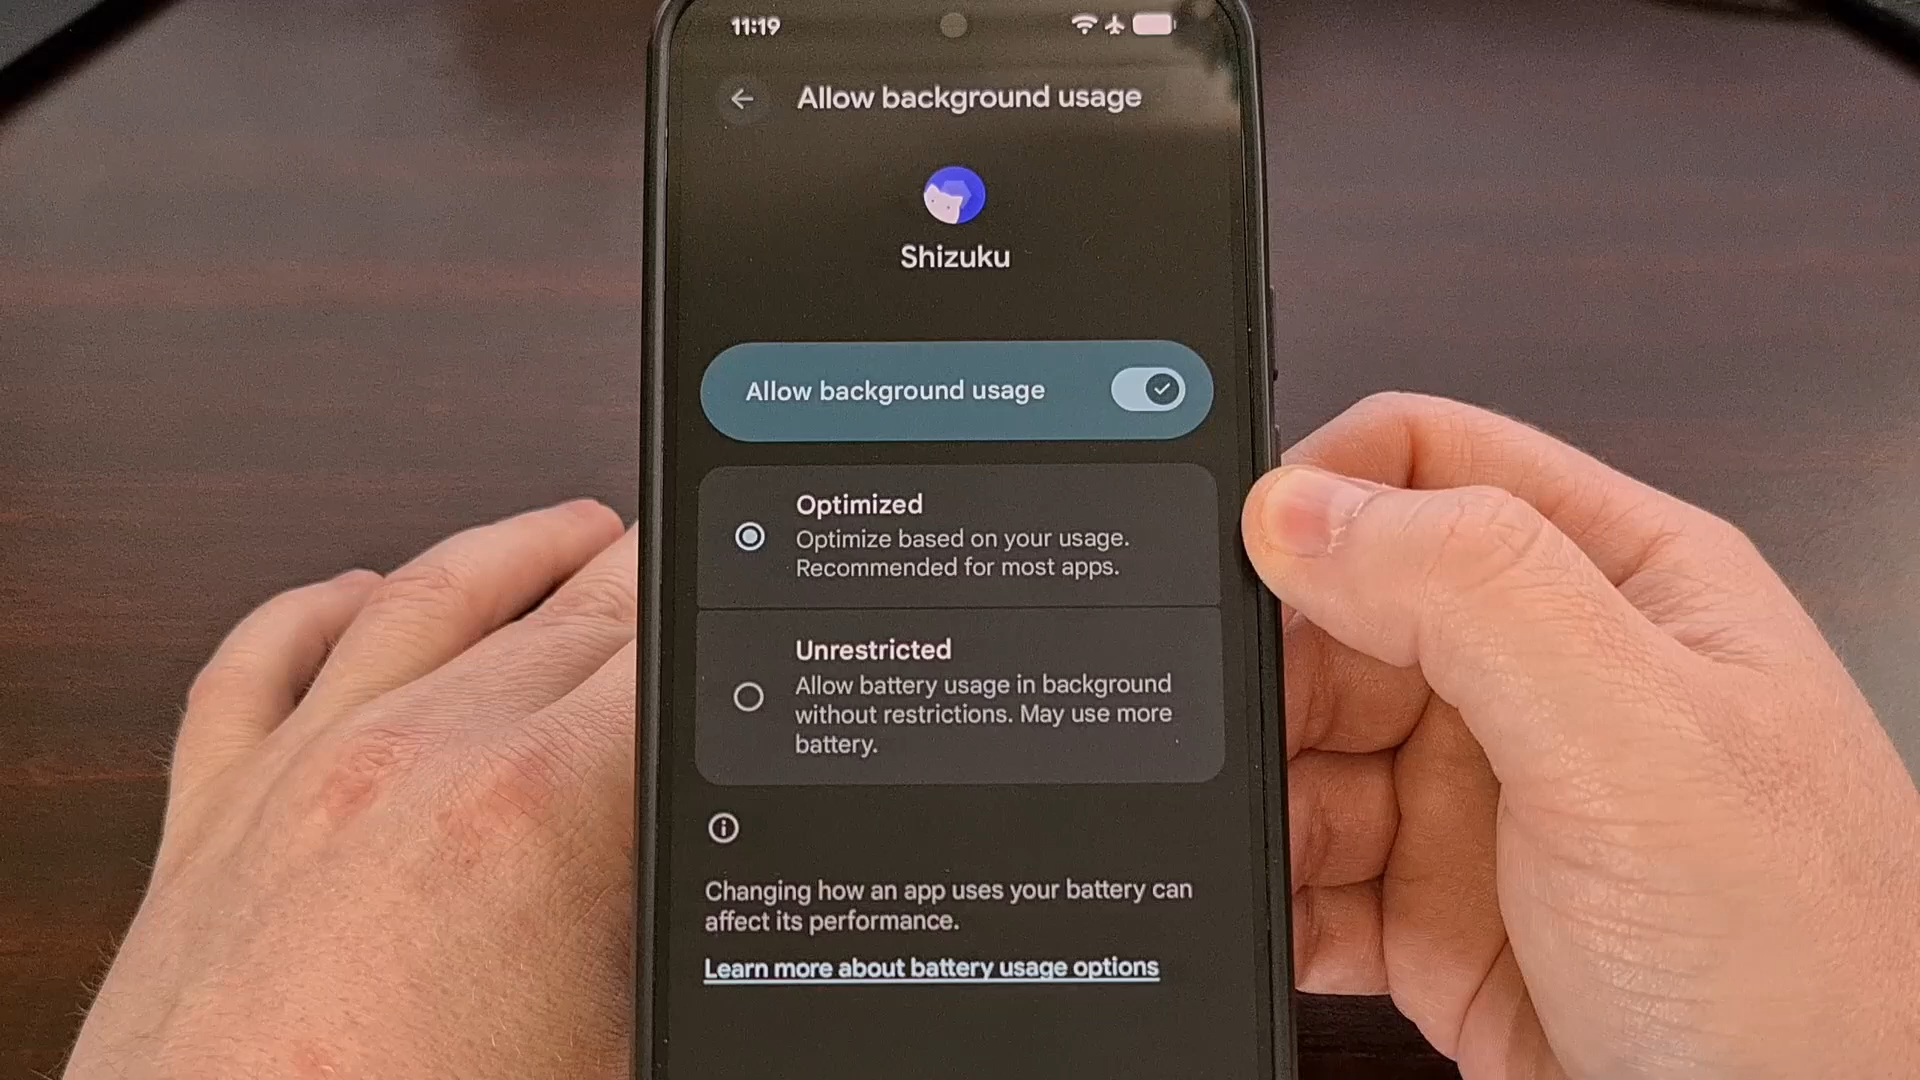 11:19
Allow background usage
Shizuku
Allow background usage
Optimized
Optimize based on your usage.
Recommended for most apps.
Unrestricted
Allow battery usage in background
without restrictions. May use more
battery.
Changing how an app uses your battery can
affect its performance.
Learn more about battery usage options